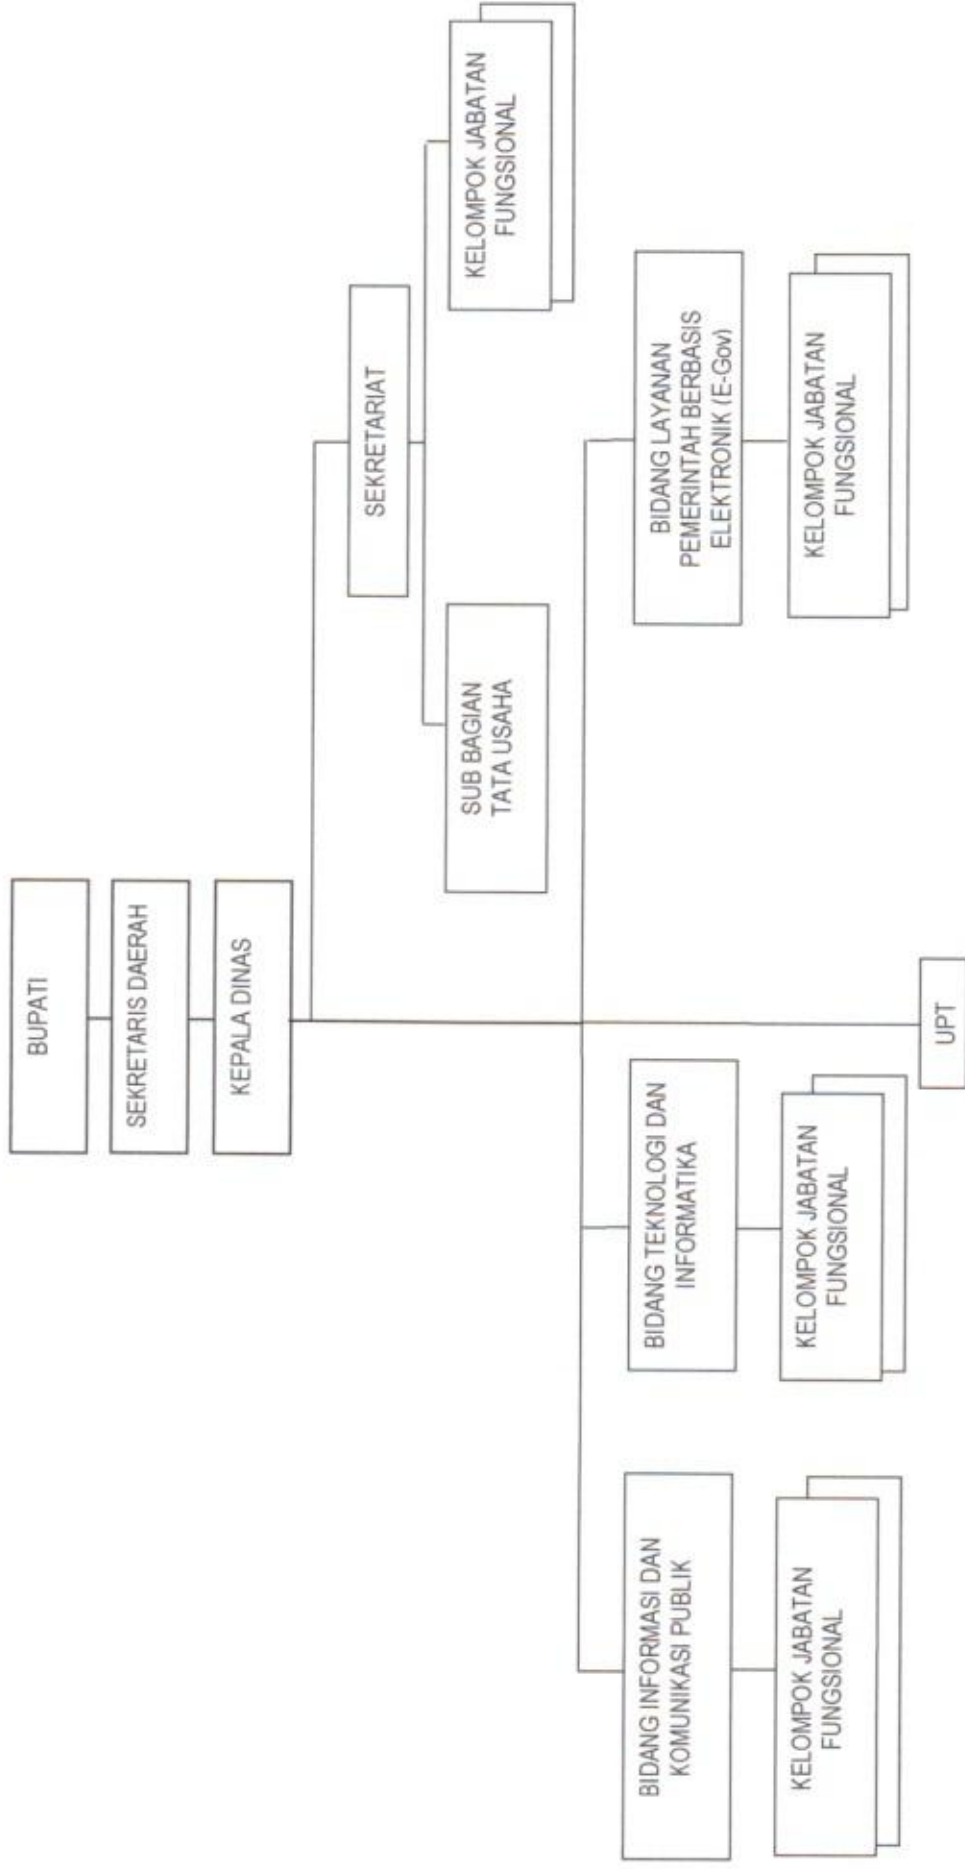 BUPATI
SEKRETARIS DAERAH
KEPALA DINAS
SEKRETARIAT
SUB BAGIAN
TATA USAHA
KELOMPOK JABATAN
FUNGSIONAL
BIDANG INFORMASI DAN
KOMUNIKASI PUBLIK
BIDANG TEKNOLOGI DAN
INFORMATIKA
BIDANG LAYANAN
PEMERINTAH BERBASIS
ELEKTRONIK (E-Gov)
KELOMPOK JABATAN
FUNGSIONAL
KELOMPOK JABATAN
FUNGSIONAL
KELOMPOK JABATAN
FUNGSIONAL
UPT